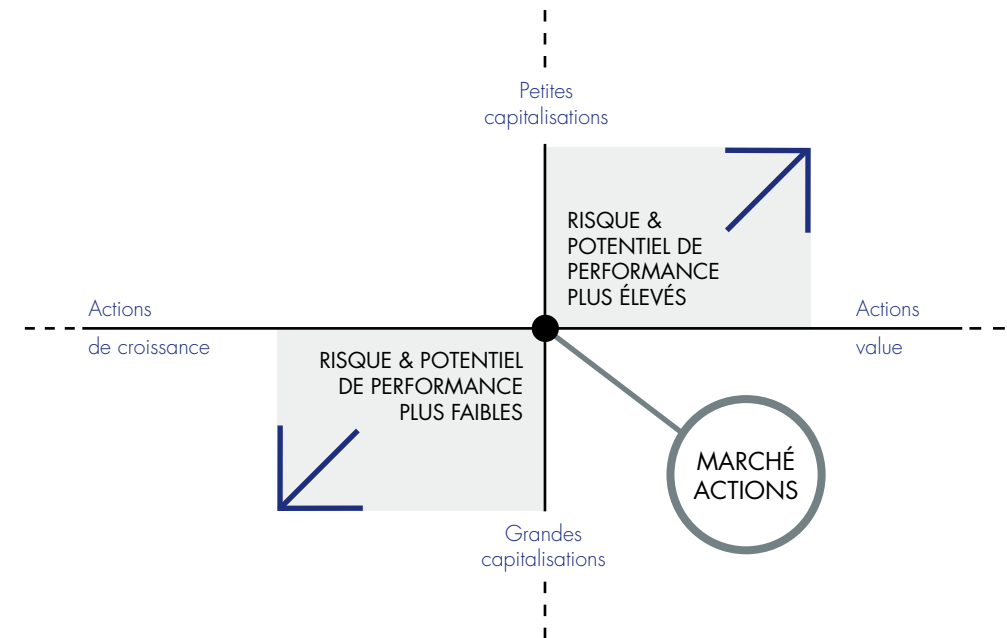 Petites
capitalisations
RISQUE &
POTENTIEL DE
PERFORMANCE
PLUS ÉLEVÉS
Actions
de croissance
Actions
value
RISQUE & POTENTIEL
DE PERFORMANCE
PLUS FAIBLES
MARCHÉ
ACTIONS
Grandes
capitalisations